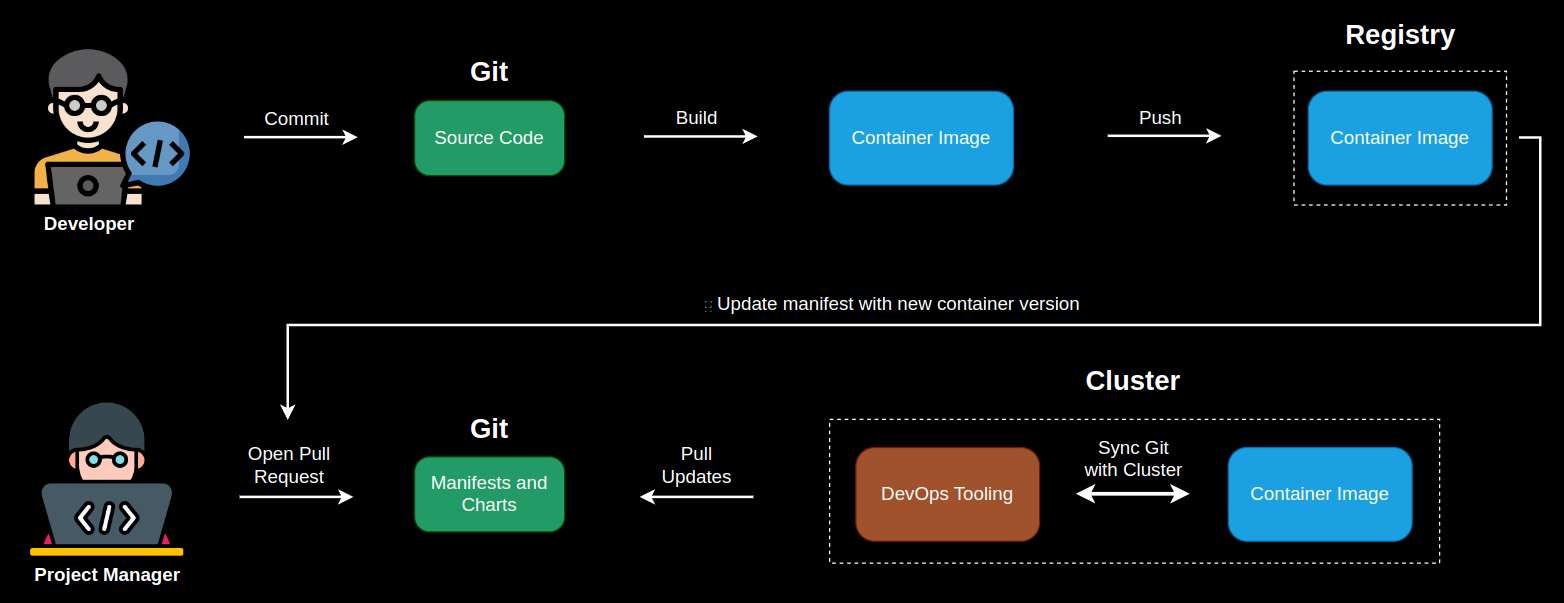 Registry
Git
Commit
Source Code
Build
Container Image
Push
Container Image
Developer
Update manifest with new container version
Cluster
Git
Open Pull
Request
Manifests and
Charts
Pull
Updates
DevOps Tooling
Sync Git
with Cluster
Container Image
Project Manager